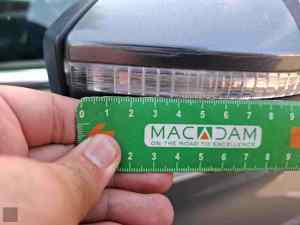 0 1 2 3 4 5 6 7 8 9
MACADAM
ON THE ROAD TO EXCELLENCE
2 3 4 5 6 7 8 9